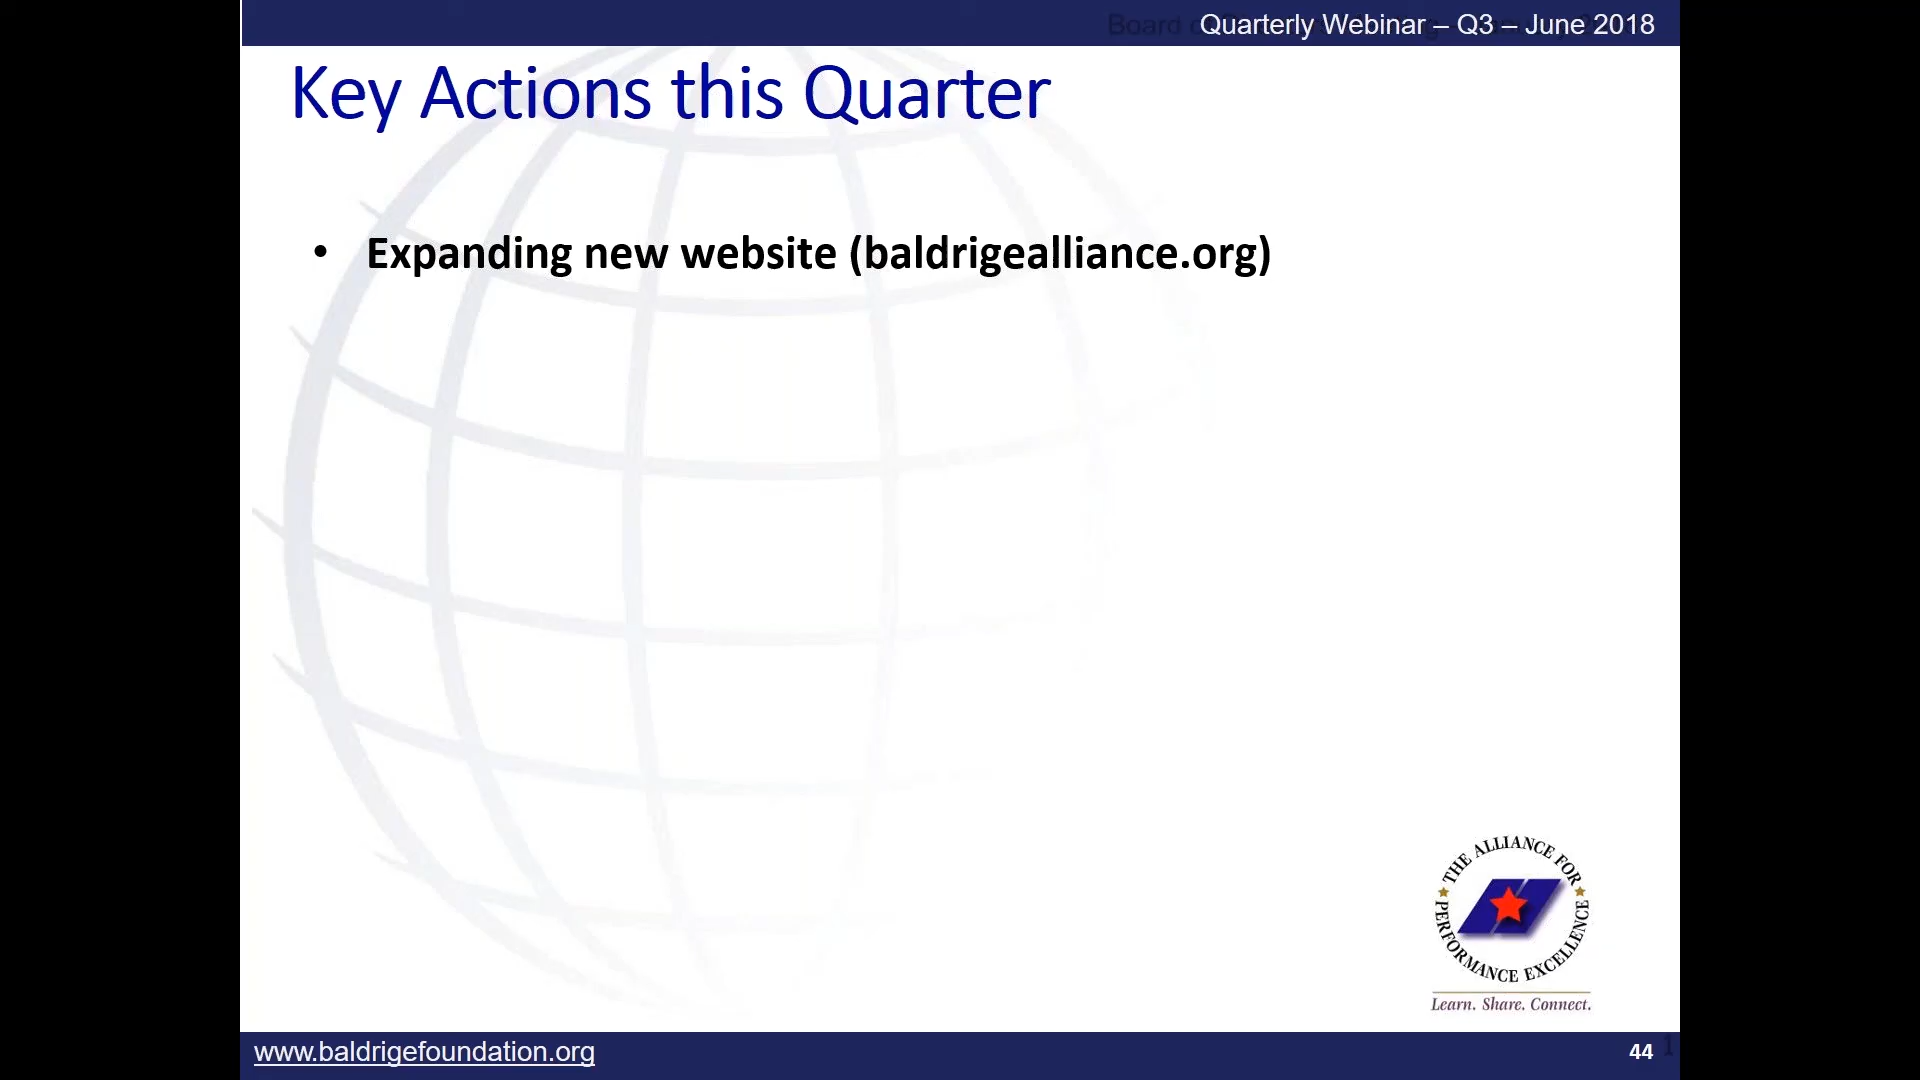 Quarterly Webinar – Q3 – June 2018
Key Actions this Quarter
• Expanding new website (baldrigealliance.org)
THE ALLIANCE FOR
PERFORMANCE EXCELLENCE
Learn. Share. Connect.
www.baldrigefoundation.org
44